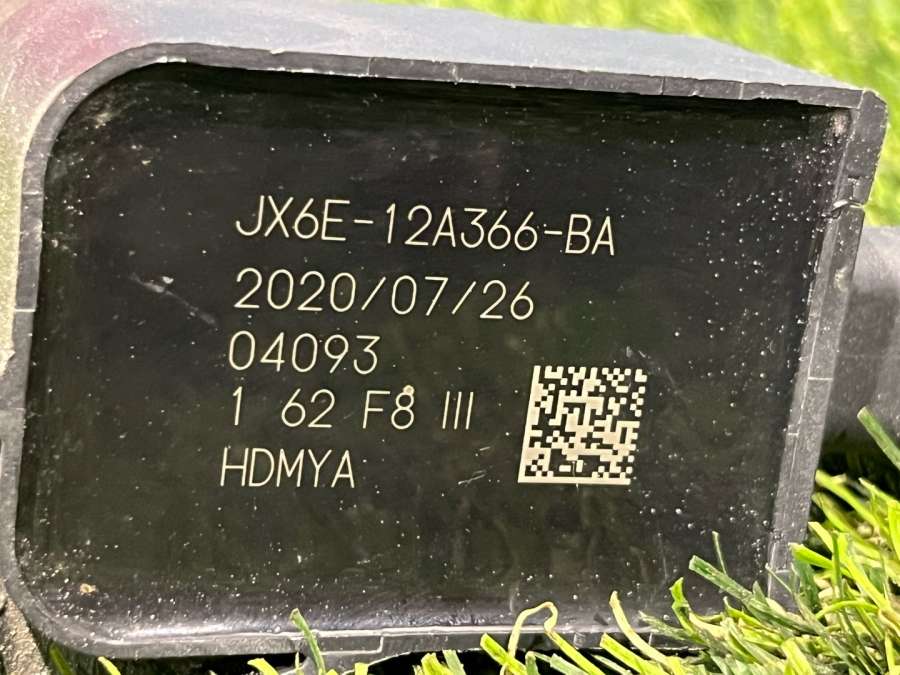 JX6E-12A366-BA
2020/07/26
04093
1 62 F8 III
HDMYA